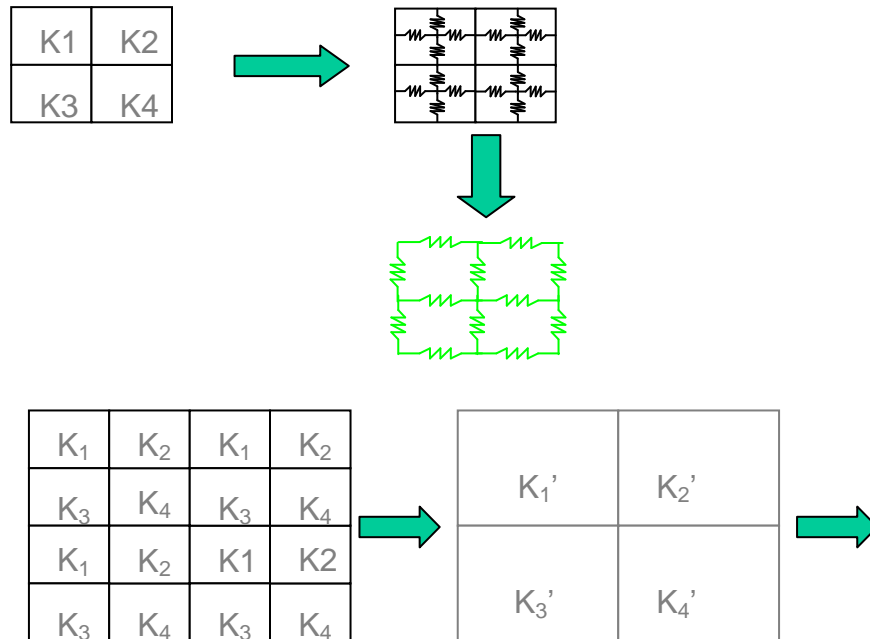 K1 K2
K3 K4
K₁ K₂ K₁ K₂
K₃ K₄ K₃ K₄
K₁ K₂ K1 K2
K₃ K₄ K₃ K₄
K₁’ K₂’
K₃’ K₄’